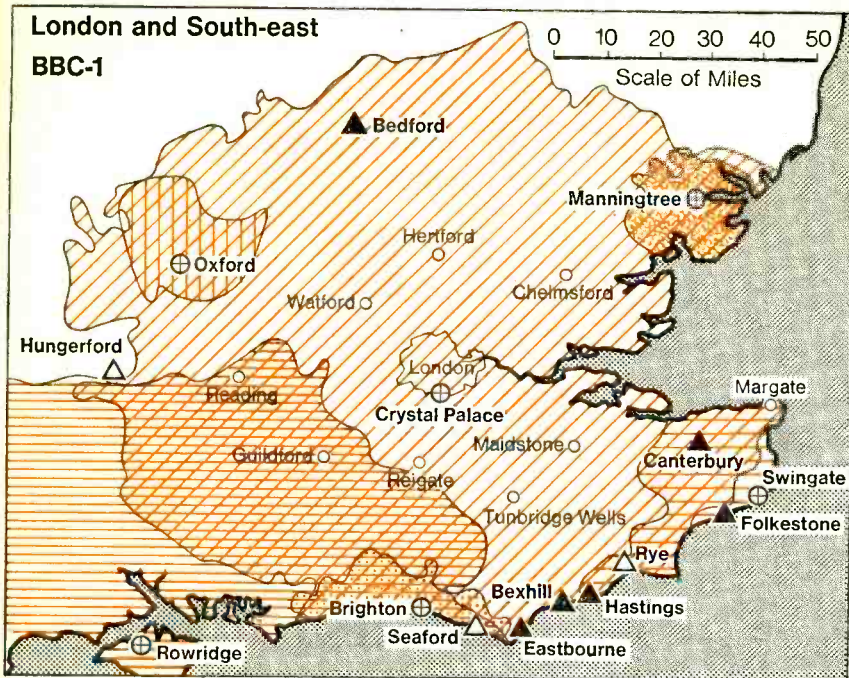 London and South-east
BBC-1
0 10 20 30 40 50
Scale of Miles
Bedford
Manningtree
Hertford
Oxford
Chelmsford
Watford
Hungerford
London
Reading
Margate
Crystal Palace
Maidstone
Guildford
Canterbury
Reigate
Swingate
Tunbridge Wells
Folkestone
Rye
Bexhill
Hastings
Brighton
Seaford
Eastbourne
Rowridge